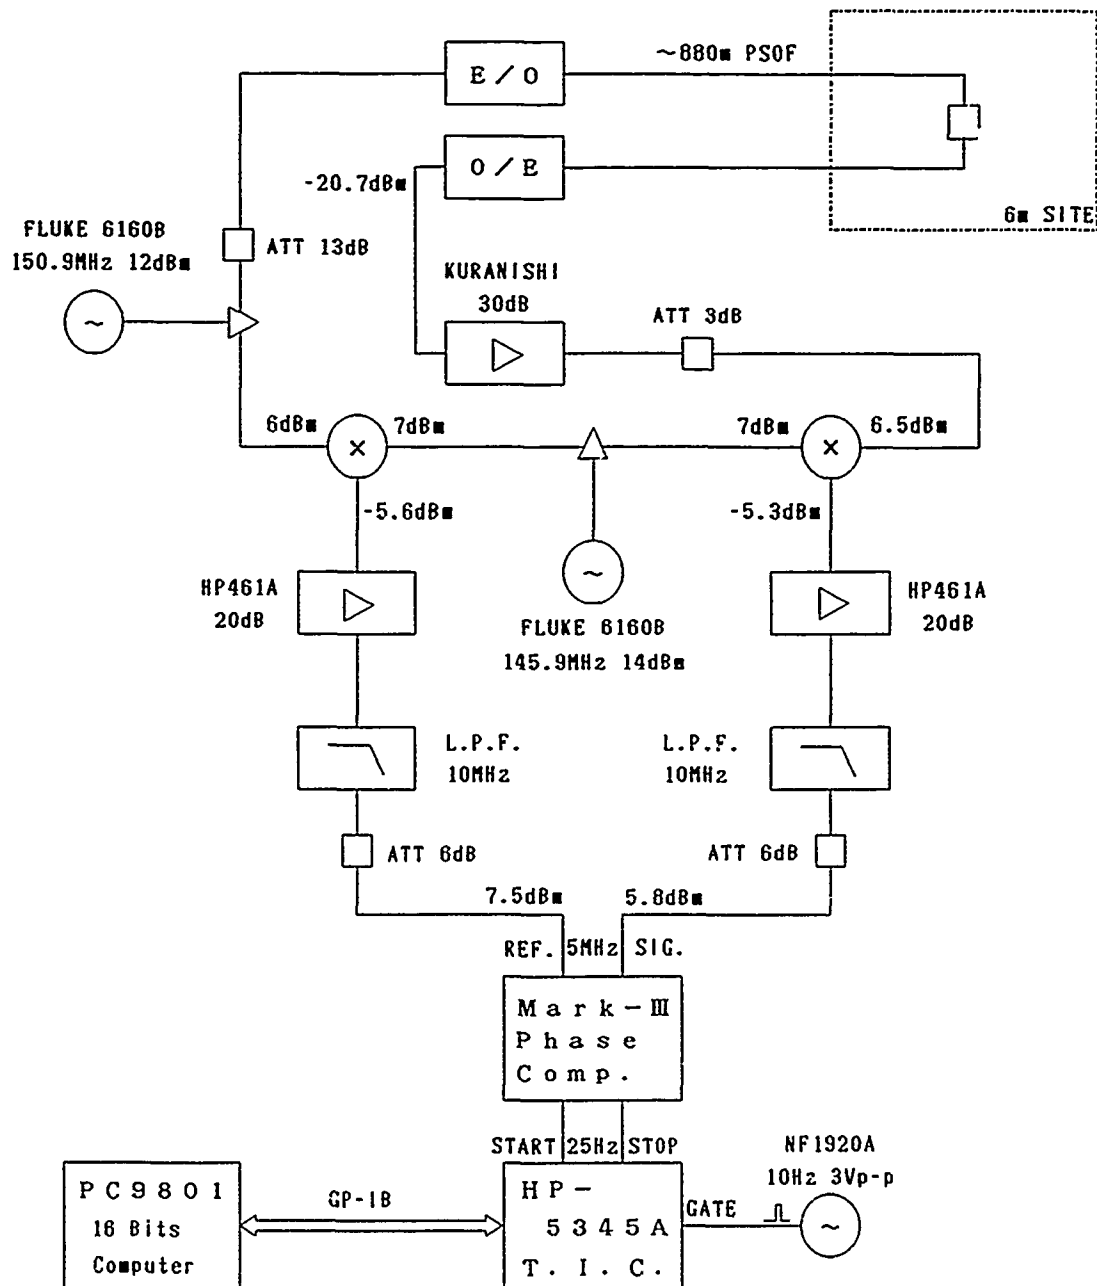 E/O
~880m PSOF
O/E
-20.7dBm
6m SITE
FLUKE 6160B
150.9MHz 12dBm
ATT 13dB
~
KURANISHI
30dB
ATT 3dB
6dBm
×
7dBm
7dBm
×
6.5dBm
-5.6dBm
-5.3dBm
HP461A
20dB
~
HP461A
20dB
FLUKE 6160B
145.9MHz 14dBm
L.P.F.
10MHz
L.P.F.
10MHz
ATT 6dB
ATT 6dB
7.5dBm
5.8dBm
REF. 5MHz SIG.
Mark-Ⅲ
Phase
Comp.
START 25Hz STOP
NF1920A
10Hz 3Vp-p
PC9801
16 Bits
Computer
GP-IB
HP-
5345A
T.I.C.
GATE
~